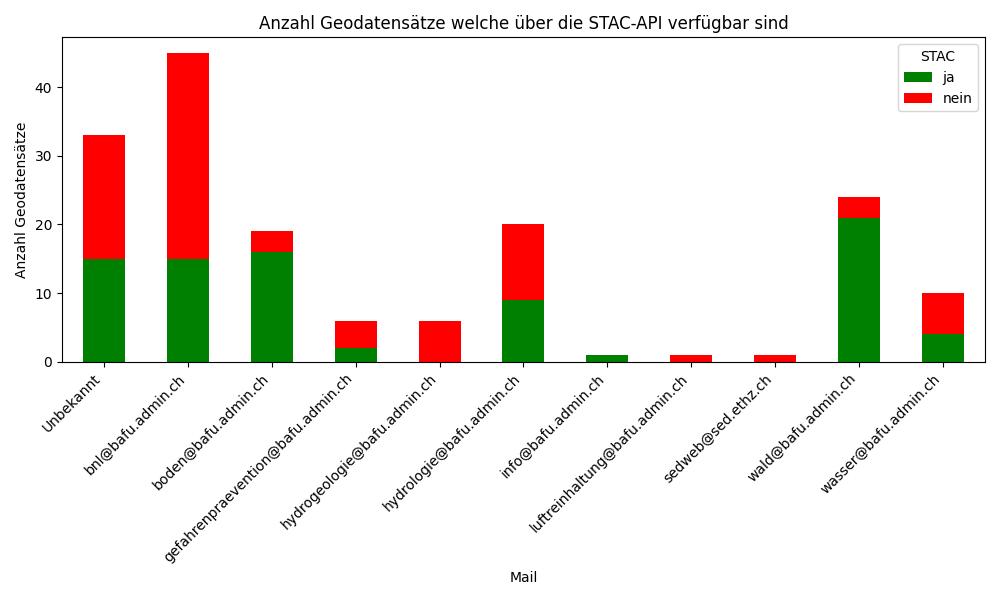 Anzahl Geodatensätze welche über die STAC-API verfügbar sind
STAC
ja
nein
Anzahl Geodatensätze
40
30
20
10
0
Unbekannt
bnl@bafu.admin.ch
boden@bafu.admin.ch
gefahrenpraevention@bafu.admin.ch
hydrogeologie@bafu.admin.ch
hydrologie@bafu.admin.ch
info@bafu.admin.ch
luftreinhaltung@bafu.admin.ch
sedweb@sed.ethz.ch
wald@bafu.admin.ch
wasser@bafu.admin.ch
Mail